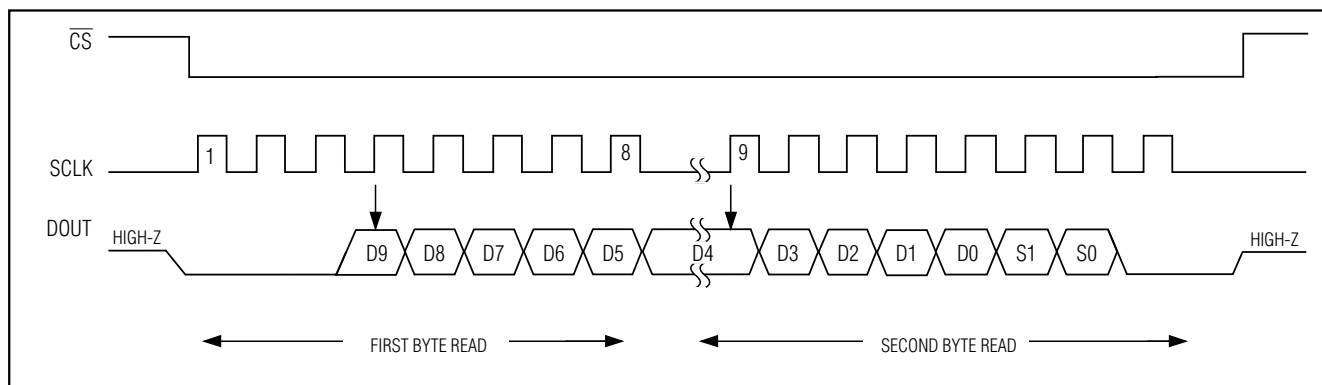 CS
SCLK 1 8 9
DOUT
HIGH-Z D9 D8 D7 D6 D5 D4 D3 D2 D1 D0 S1 S0 HIGH-Z
FIRST BYTE READ SECOND BYTE READ